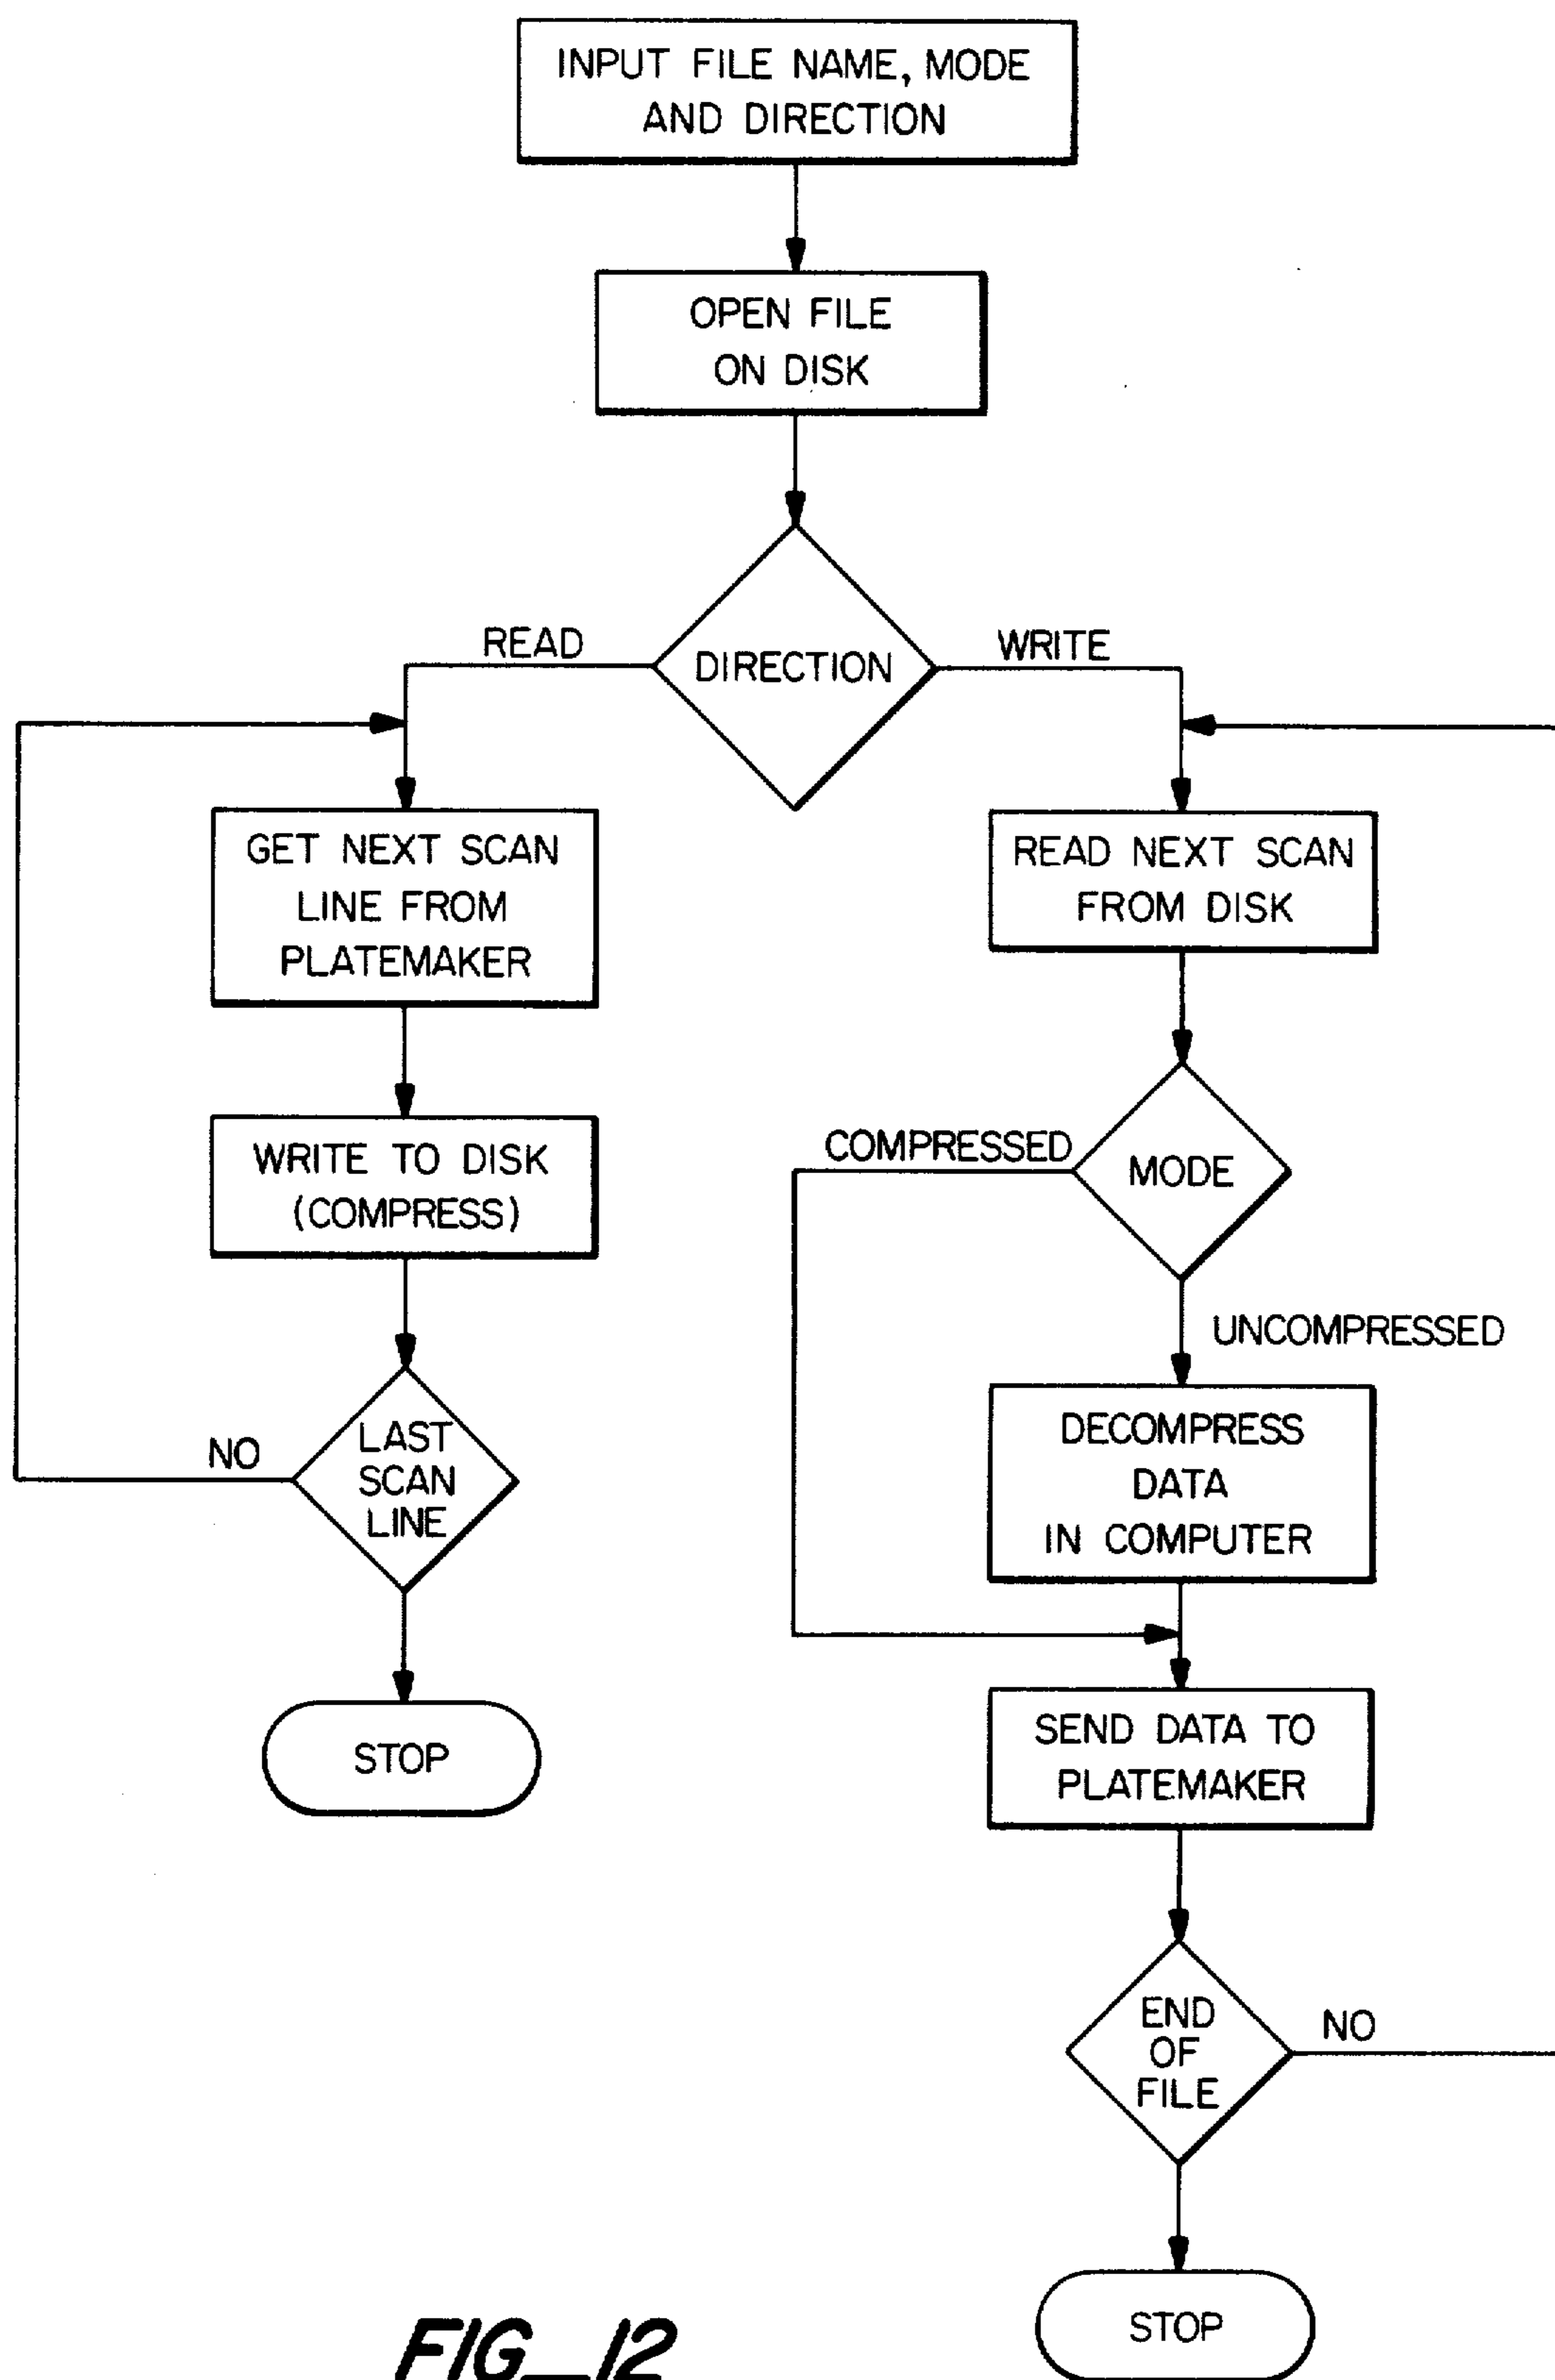 INPUT FILE NAME, MODE
AND DIRECTION
OPEN FILE
ON DISK
DIRECTION
READ
WRITE
GET NEXT SCAN
LINE FROM
PLATEMAKER
WRITE TO DISK
(COMPRESS)
LAST
SCAN
LINE
NO
STOP
READ NEXT SCAN
FROM DISK
MODE
COMPRESSED
UNCOMPRESSED
DECOMPRESS
DATA
IN COMPUTER
SEND DATA TO
PLATEMAKER
END
OF
FILE
NO
STOP
FIG_12